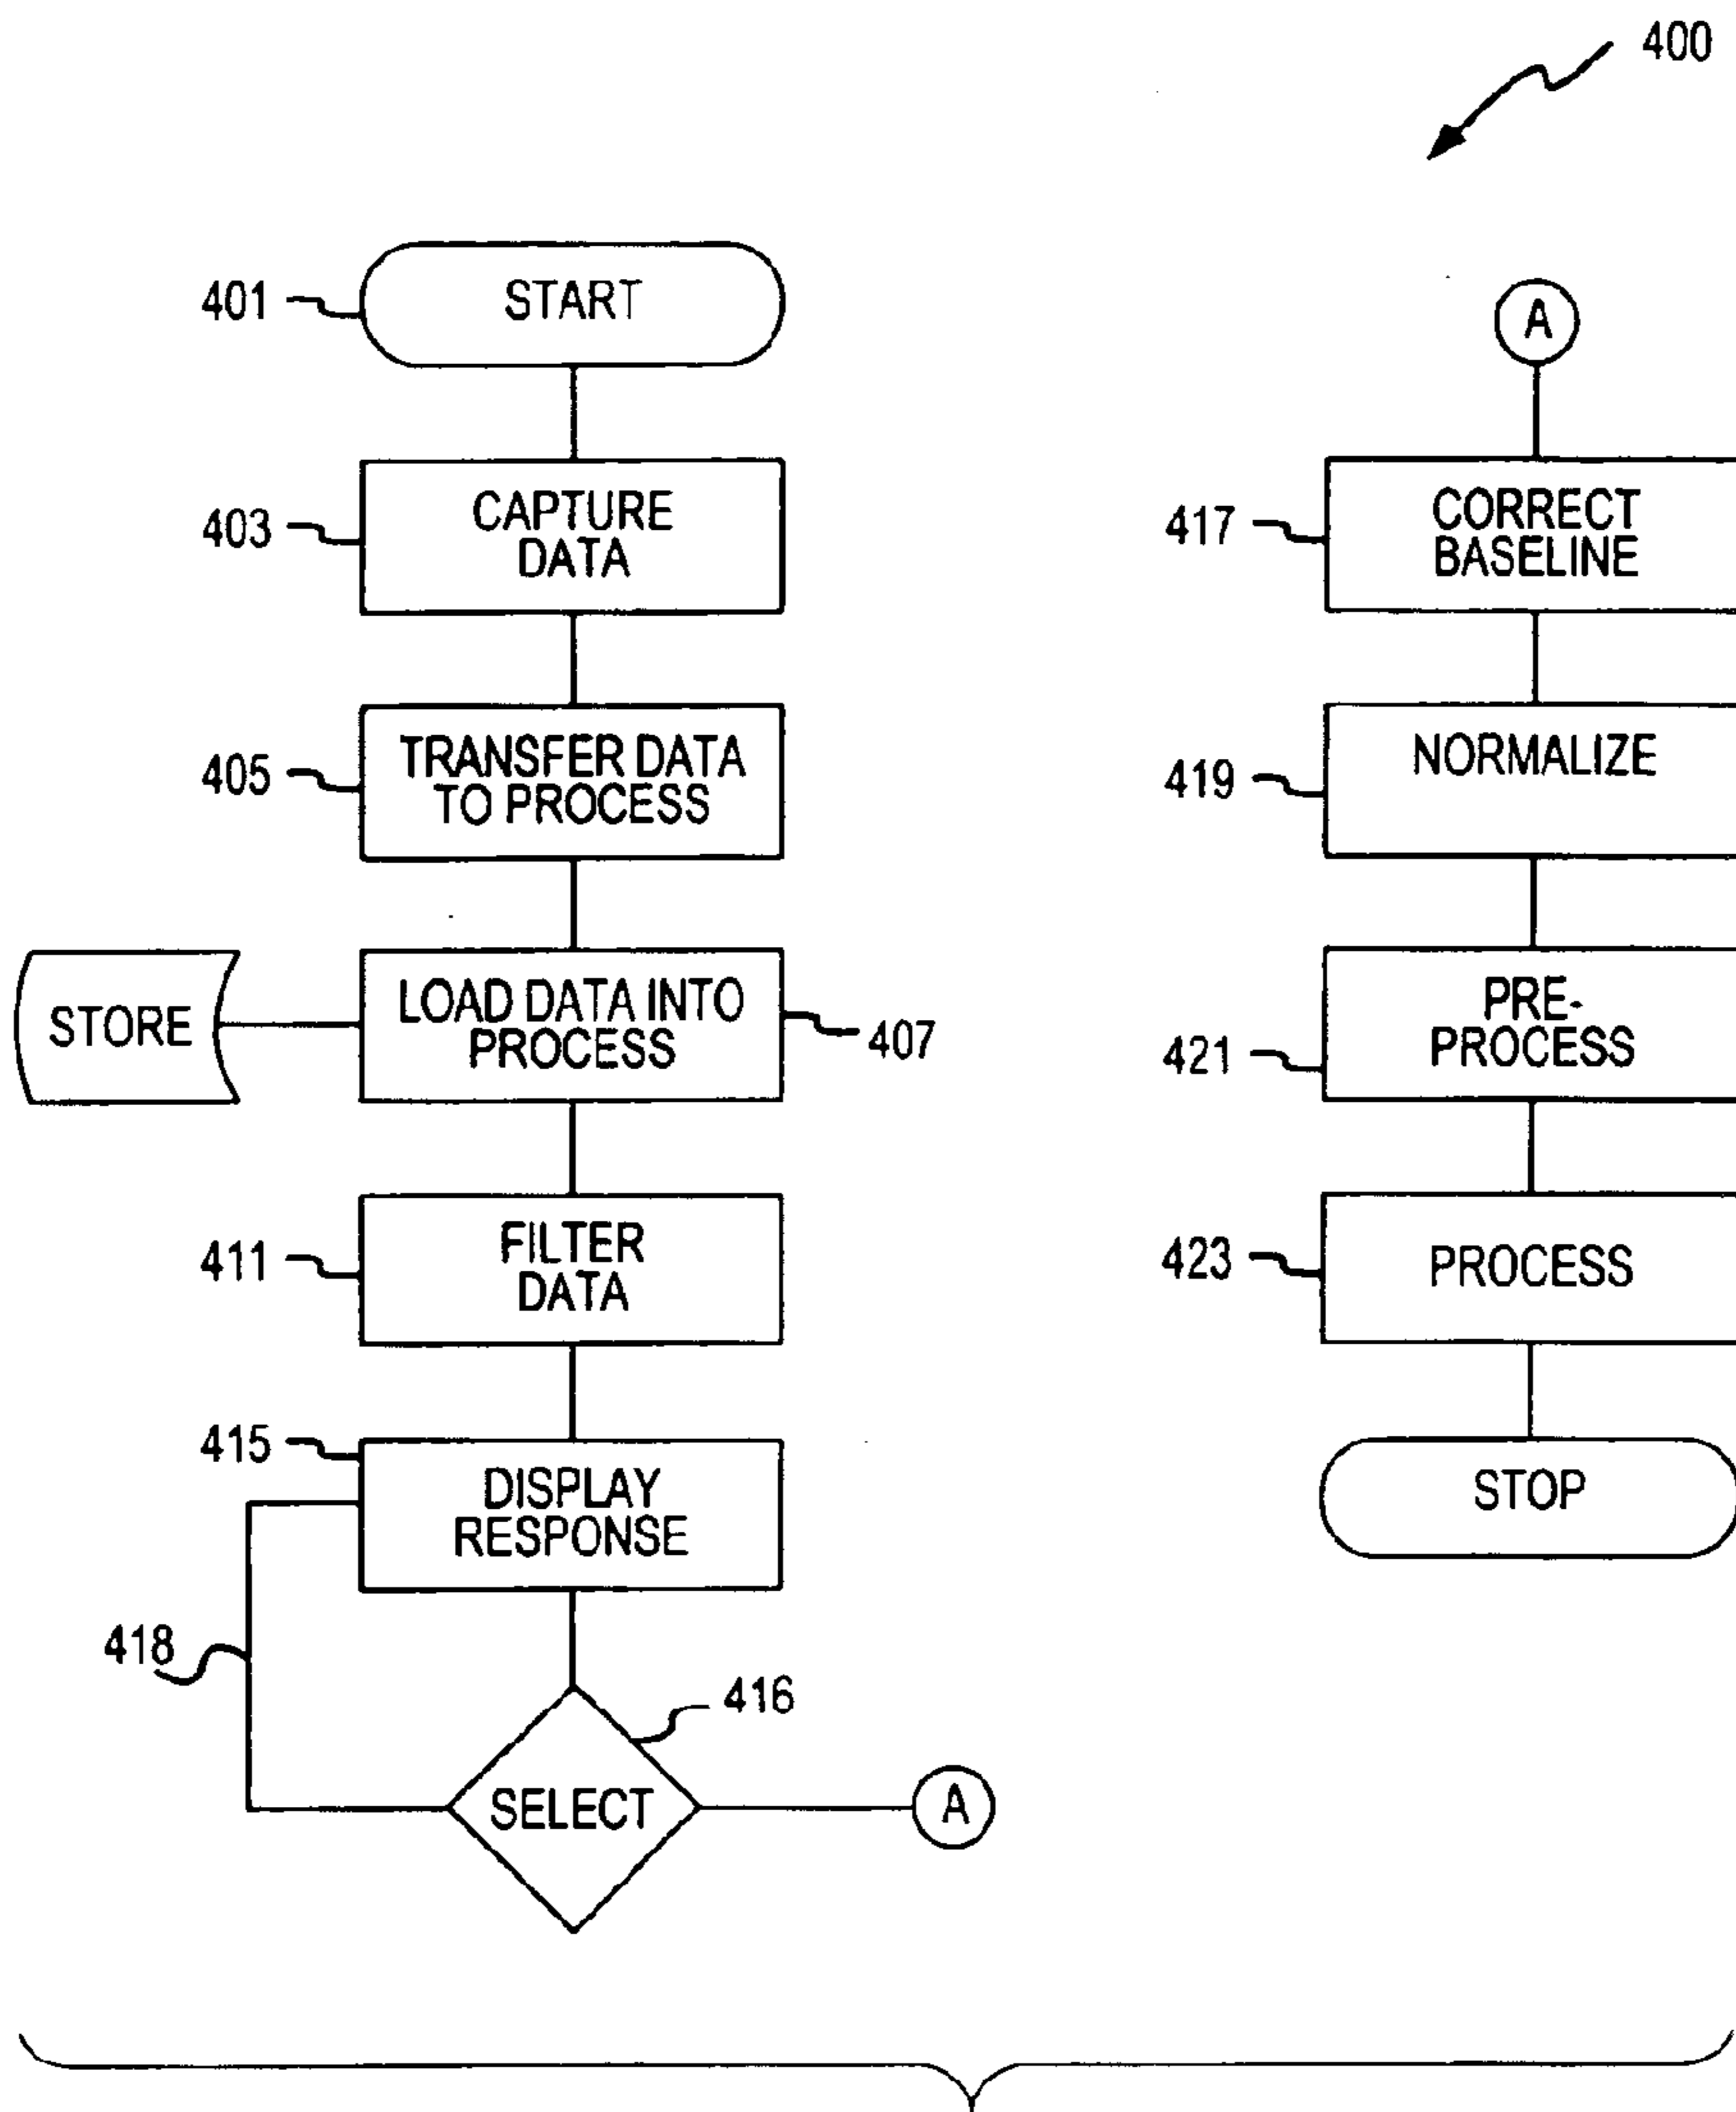 400
401
START
403
CAPTURE
DATA
405
TRANSFER DATA
TO PROCESS
STORE
LOAD DATA INTO
PROCESS
407
411
FILTER
DATA
415
DISPLAY
RESPONSE
418
416
SELECT
A
A
417
CORRECT
BASELINE
419
NORMALIZE
421
PRE-
PROCESS
423
PROCESS
STOP